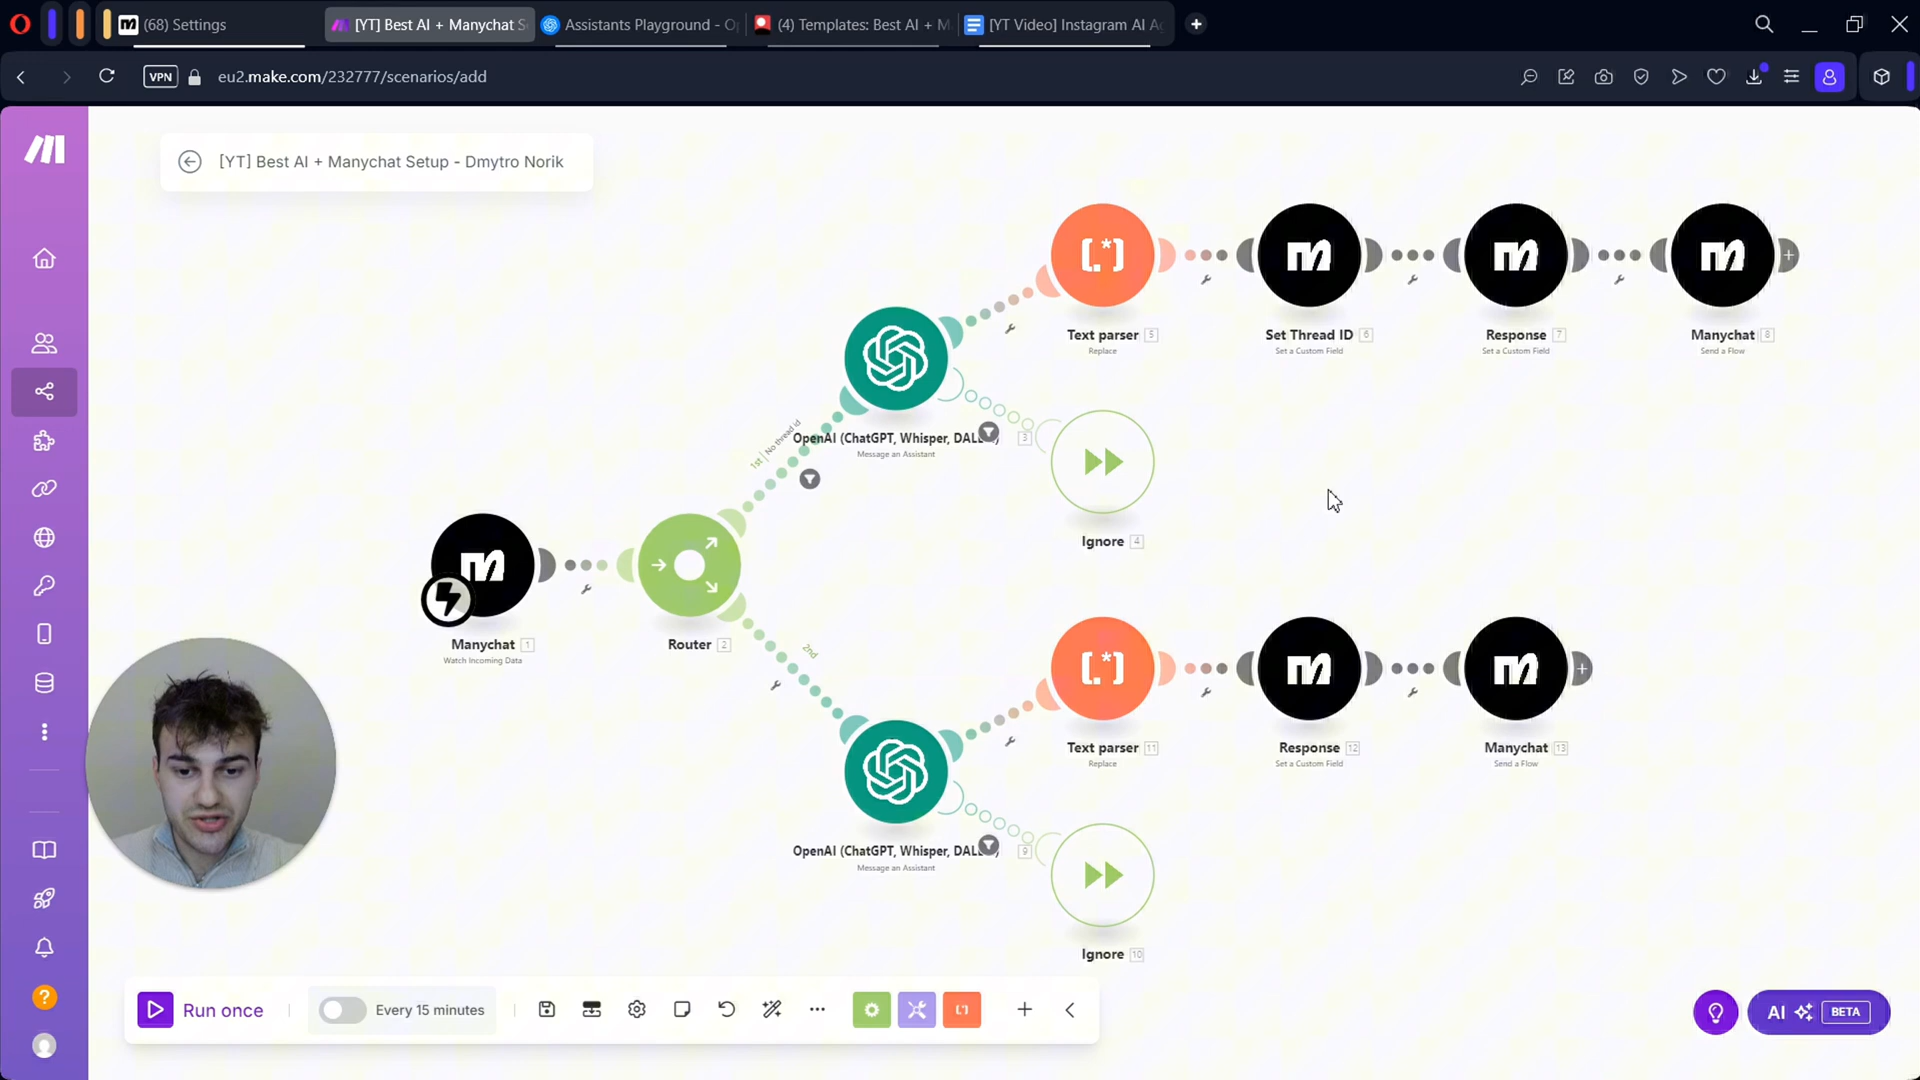 (68) Settings
[YT] Best AI + Manychat S
Assistants Playground - Op
(4) Templates: Best AI + M
[YT Video] Instagram AI A
VPN
eu2.make.com/232777/scenarios/add
[YT] Best AI + Manychat Setup - Dmytro Norik
Text parser 5
Replace
Set Thread ID 6
Set a Custom Field
Response 7
Set a Custom Field
Manychat 8
Send a Flow
1st | No thread id
OpenAI (ChatGPT, Whisper, DALL 3
Message an Assistant
Ignore 4
Manychat 1
Watch Incoming Data
Router 2
2nd
Text parser 11
Replace
Response 12
Set a Custom Field
Manychat 13
Send a Flow
OpenAI (ChatGPT, Whisper, DALL 9
Message an Assistant
Ignore 10
Run once
Every 15 minutes
AI BETA